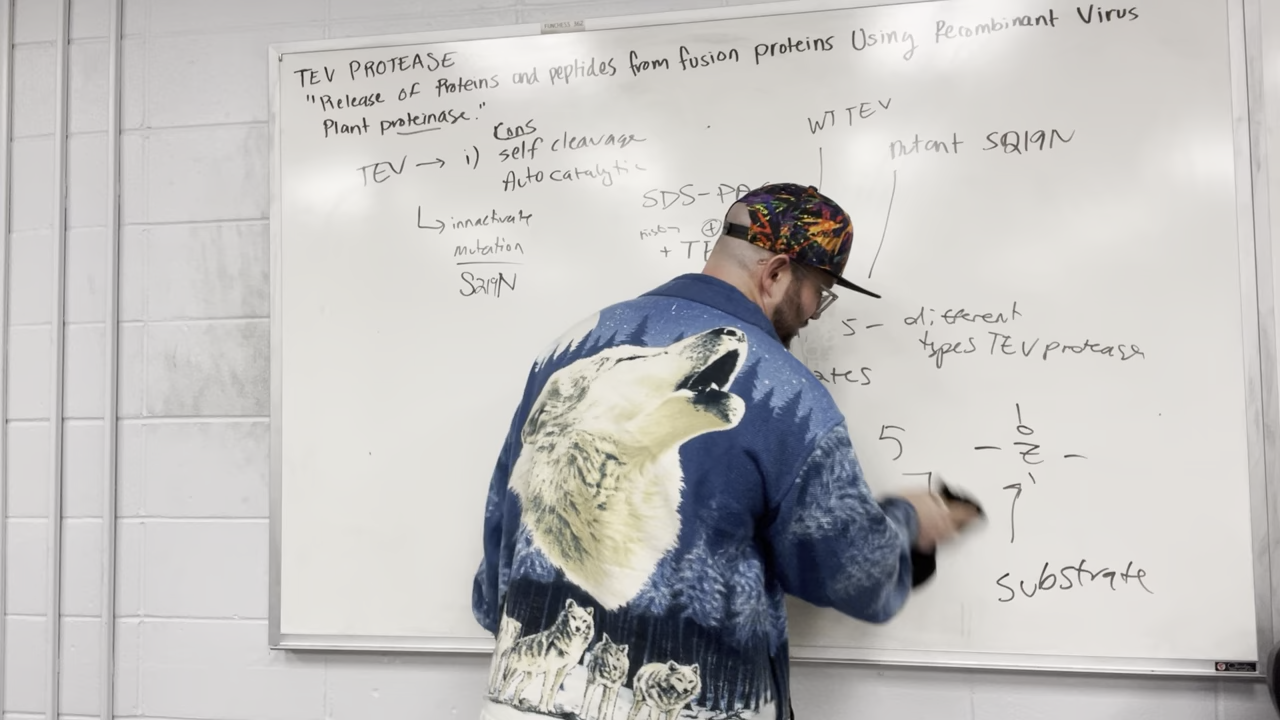 TEV PROTEASE
"Release of Proteins and peptides from fusion proteins Using Recombinant Virus
Plant proteinase."
Cons
TEV → i) self cleavage
Autocatalytic
↳ innactivate
mutation
S219N
SDS-PA
⊕
+ TE
WT TEV
Mutant S219N
5 - different
types TEV protease
ates
5
substrate